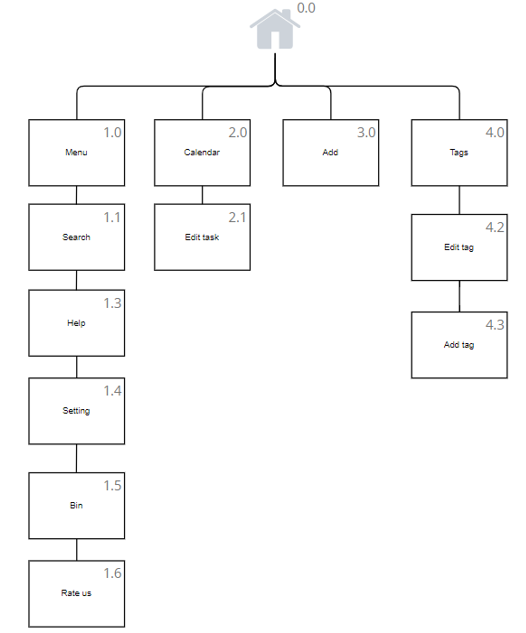 0.0
1.0
Menu
2.0
Calendar
3.0
Add
4.0
Tags
1.1
Search
2.1
Edit task
4.2
Edit tag
1.3
Help
4.3
Add tag
1.4
Setting
1.5
Bin
1.6
Rate us